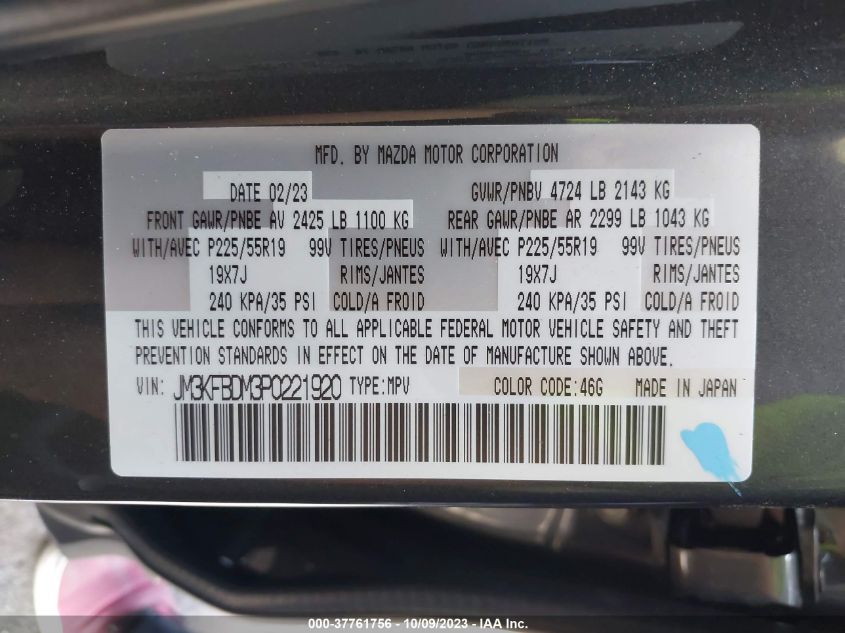 MFD. BY MAZDA MOTOR CORPORATION
DATE 02/23 GVWR/PNBV 4724 LB 2143 KG
FRONT GAWR/PNBE AV 2425 LB 1100 KG REAR GAWR/PNBE AR 2299 LB 1043 KG
WITH/AVEC P225/55R19 99V TIRES/PNEUS WITH/AVEC P225/55R19 99V TIRES/PNEUS
19X7J RIMS/JANTES 19X7J RIMS/JANTES
240 KPA/35 PSI COLD/A FROID 240 KPA/35 PSI COLD/A FROID
THIS VEHICLE CONFORMS TO ALL APPLICABLE FEDERAL MOTOR VEHICLE SAFETY AND THEFT
PREVENTION STANDARDS IN EFFECT ON THE DATE OF MANUFACTURE SHOWN ABOVE.
VIN: JM3KFBDM3P0221920 TYPE:MPV COLOR CODE:46G MADE IN JAPAN
000-37761756 - 10/09/2023 - IAA Inc.